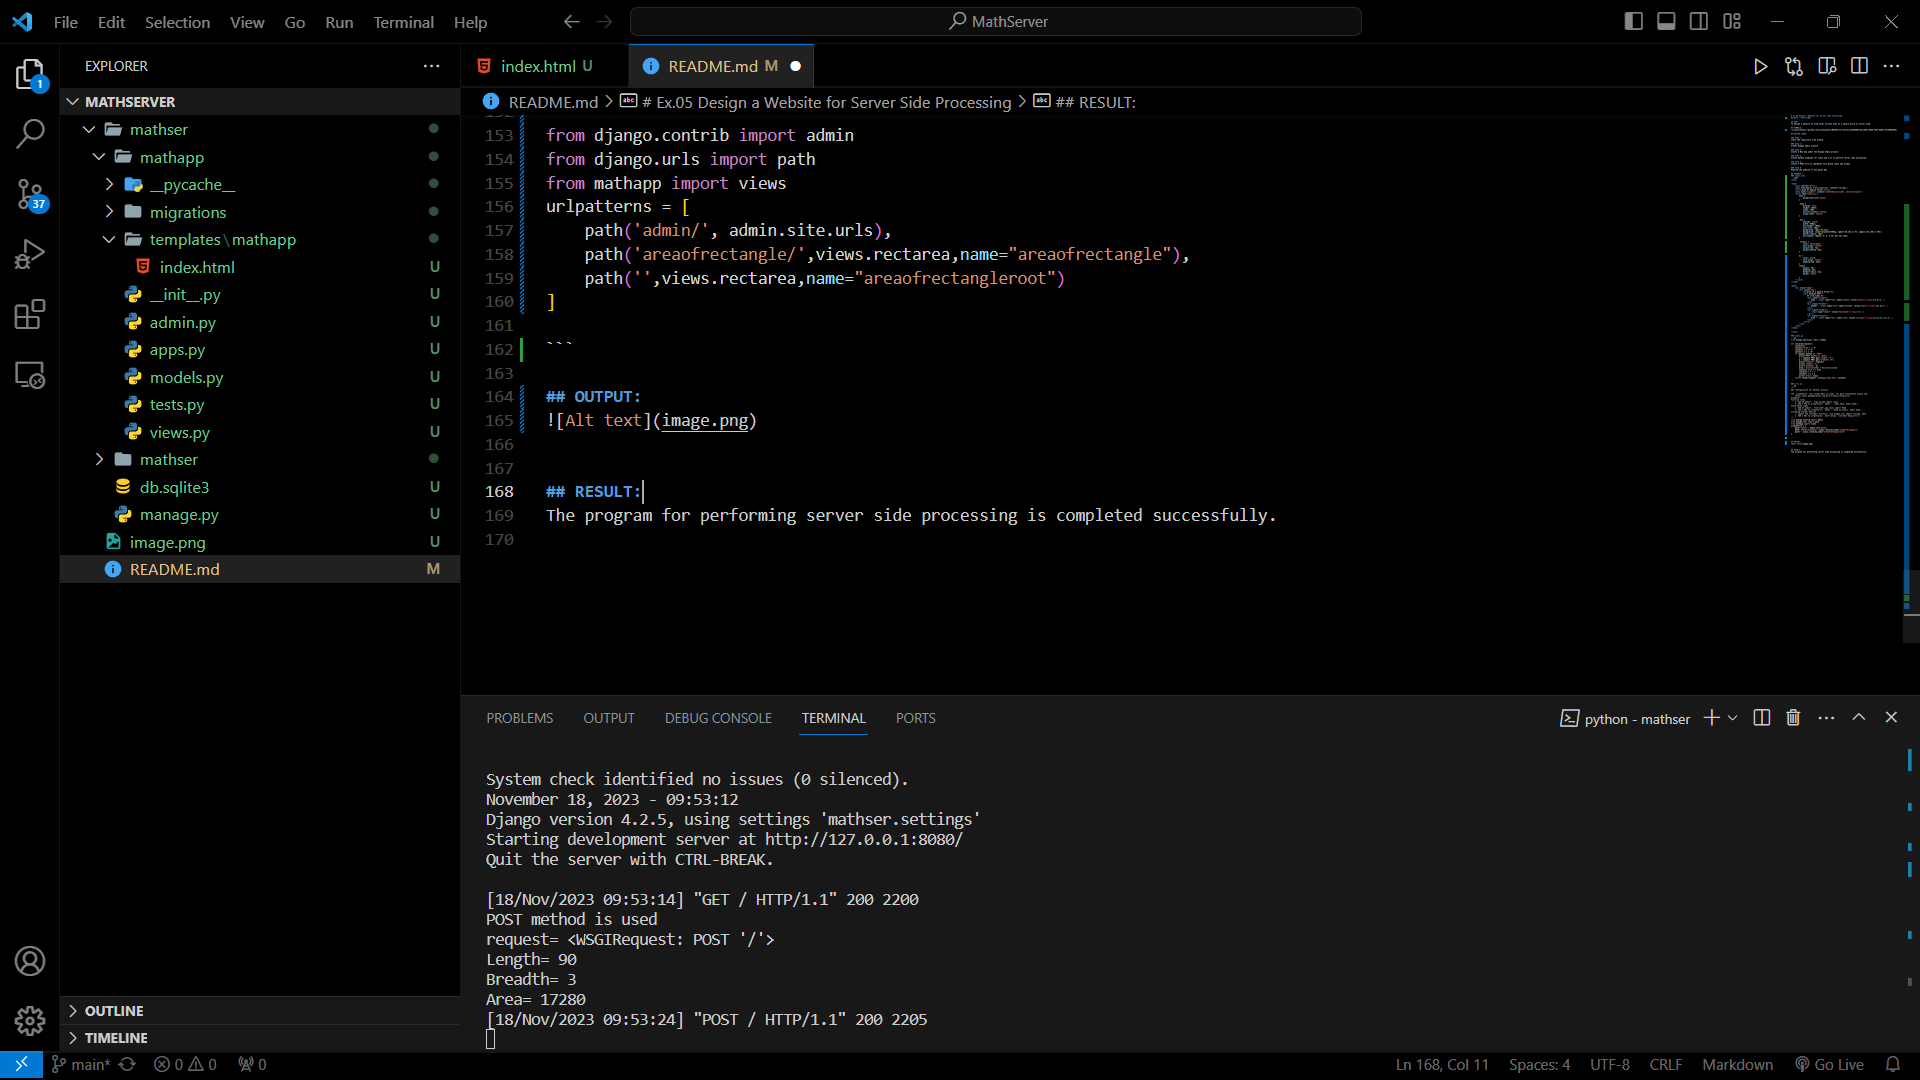 File Edit Selection View Go Run Terminal Help
MathServer
EXPLORER
1
37
MATHSERVER
mathser
mathapp
__pycache__
migrations
templates\mathapp
index.html U
__init__.py U
admin.py U
apps.py U
models.py U
tests.py U
views.py U
mathser
db.sqlite3 U
manage.py U
image.png U
README.md M
OUTLINE
TIMELINE
index.html U
README.md M
README.md > # Ex.05 Design a Website for Server Side Processing > ## RESULT:
153 from django.contrib import admin
154 from django.urls import path
155 from mathapp import views
156 urlpatterns = [
157 path('admin/', admin.site.urls),
158 path('areaofrectangle/',views.rectarea,name="areaofrectangle"),
159 path('',views.rectarea,name="areaofrectangleroot")
160 ]
161
162 ```
163
164 ## OUTPUT:
165 ![Alt text](image.png)
166
167
168 ## RESULT:
169 The program for performing server side processing is completed successfully.
170
PROBLEMS OUTPUT DEBUG CONSOLE TERMINAL PORTS
python - mathser
System check identified no issues (0 silenced).
November 18, 2023 - 09:53:12
Django version 4.2.5, using settings 'mathser.settings'
Starting development server at http://127.0.0.1:8080/
Quit the server with CTRL-BREAK.
[18/Nov/2023 09:53:14] "GET / HTTP/1.1" 200 2200
POST method is used
request= <WSGIRequest: POST '/'>
Length= 90
Breadth= 3
Area= 17280
[18/Nov/2023 09:53:24] "POST / HTTP/1.1" 200 2205
main* 0 0 0
Ln 168, Col 11 Spaces: 4 UTF-8 CRLF Markdown Go Live